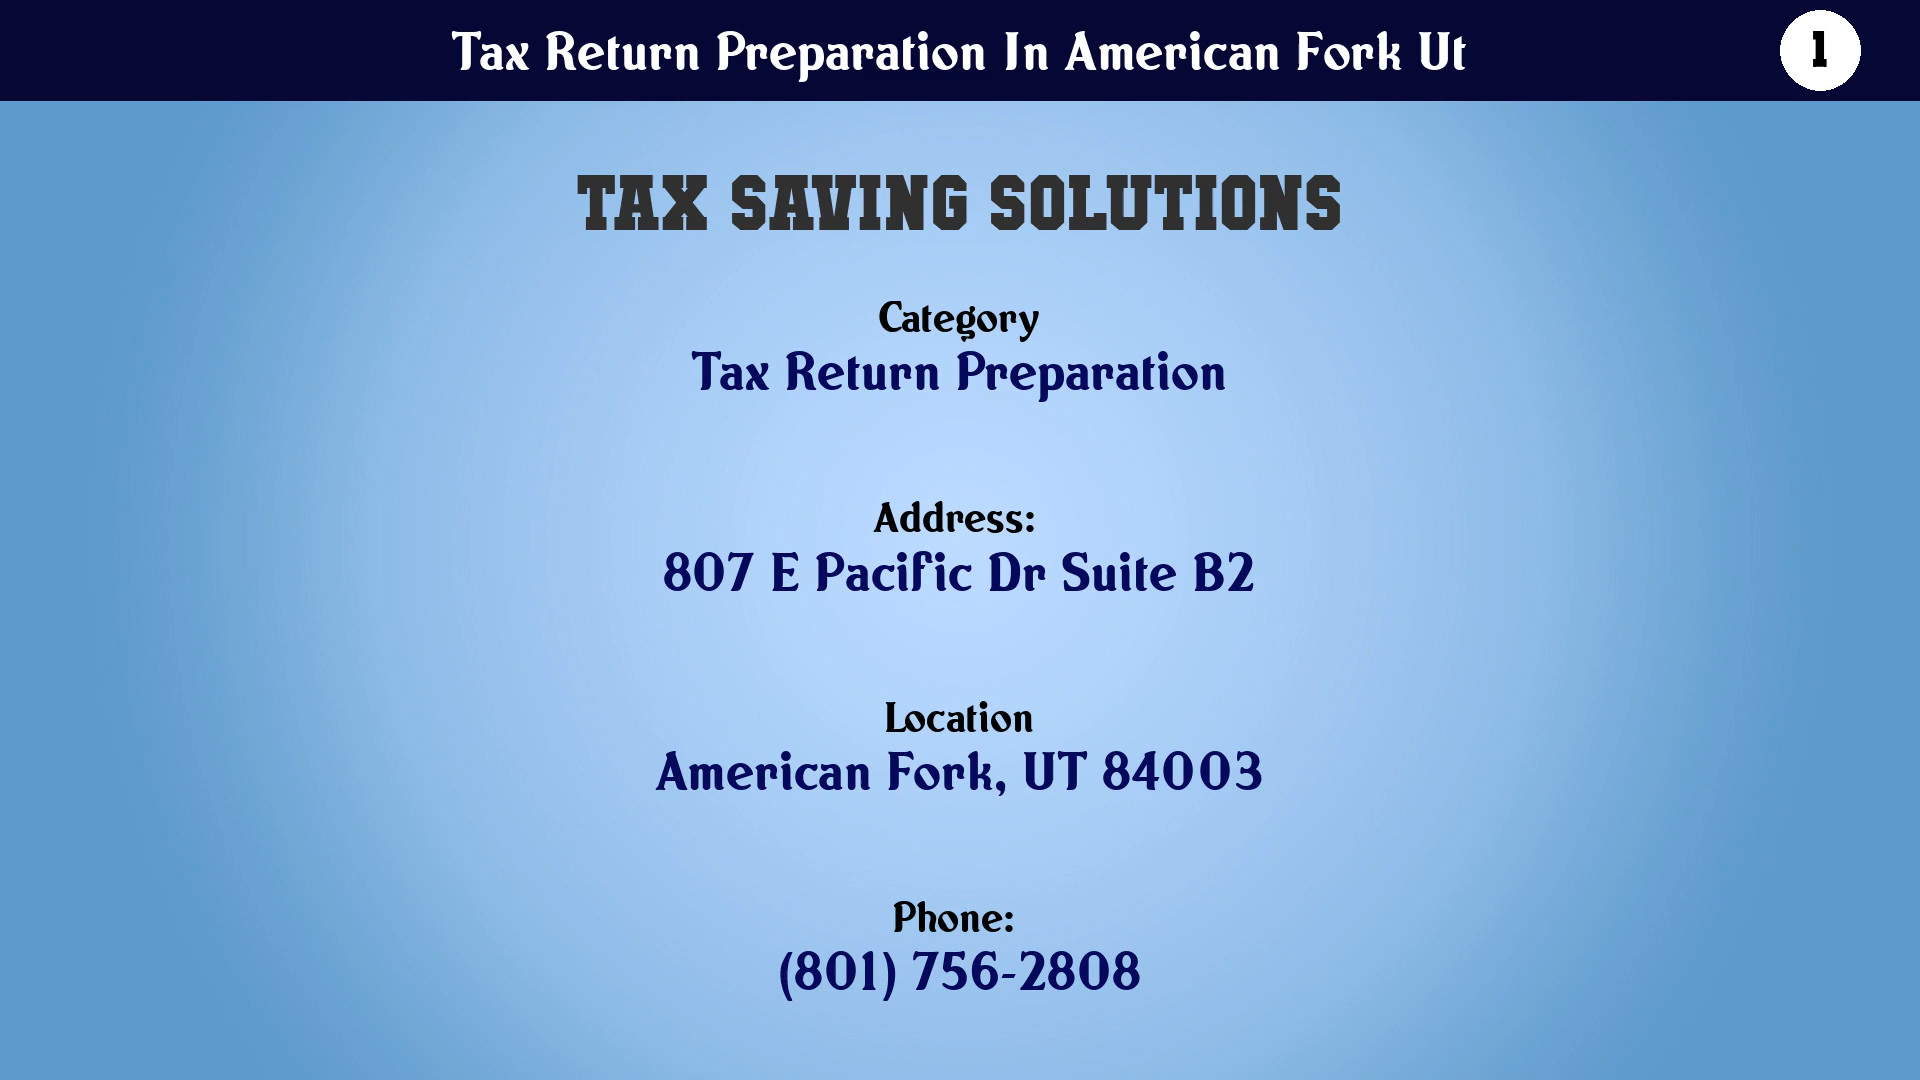 Tax Return Preparation In American Fork Ut
1
TAX SAVING SOLUTIONS
Category
Tax Return Preparation
Address:
807 E Pacific Dr Suite B2
Location
American Fork, UT 84003
Phone:
(801) 756-2808